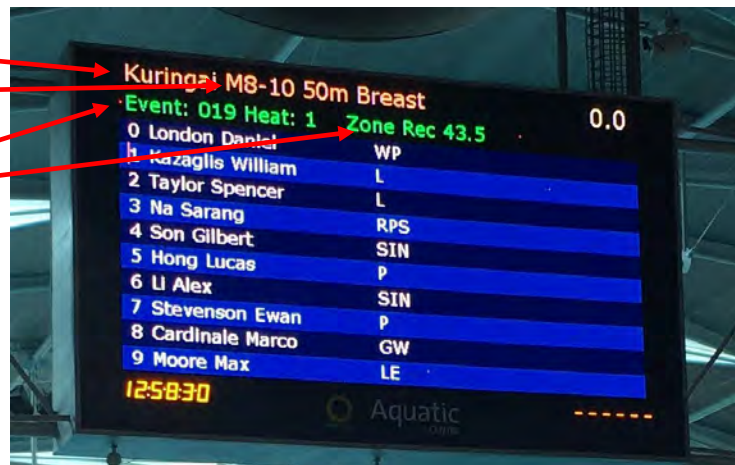 Kuringai M8-10 50m Breast
0.0
Event: 019 Heat: 1 Zone Rec 43.5
0 London Daniel WP
1 Kazaglis William L
2 Taylor Spencer L
3 Na Sarang RPS
4 Son Gilbert SIN
5 Hong Lucas P
6 Li Alex SIN
7 Stevenson Ewan P
8 Cardinale Marco GW
9 Moore Max LE
12:58:30
Aquatic
------